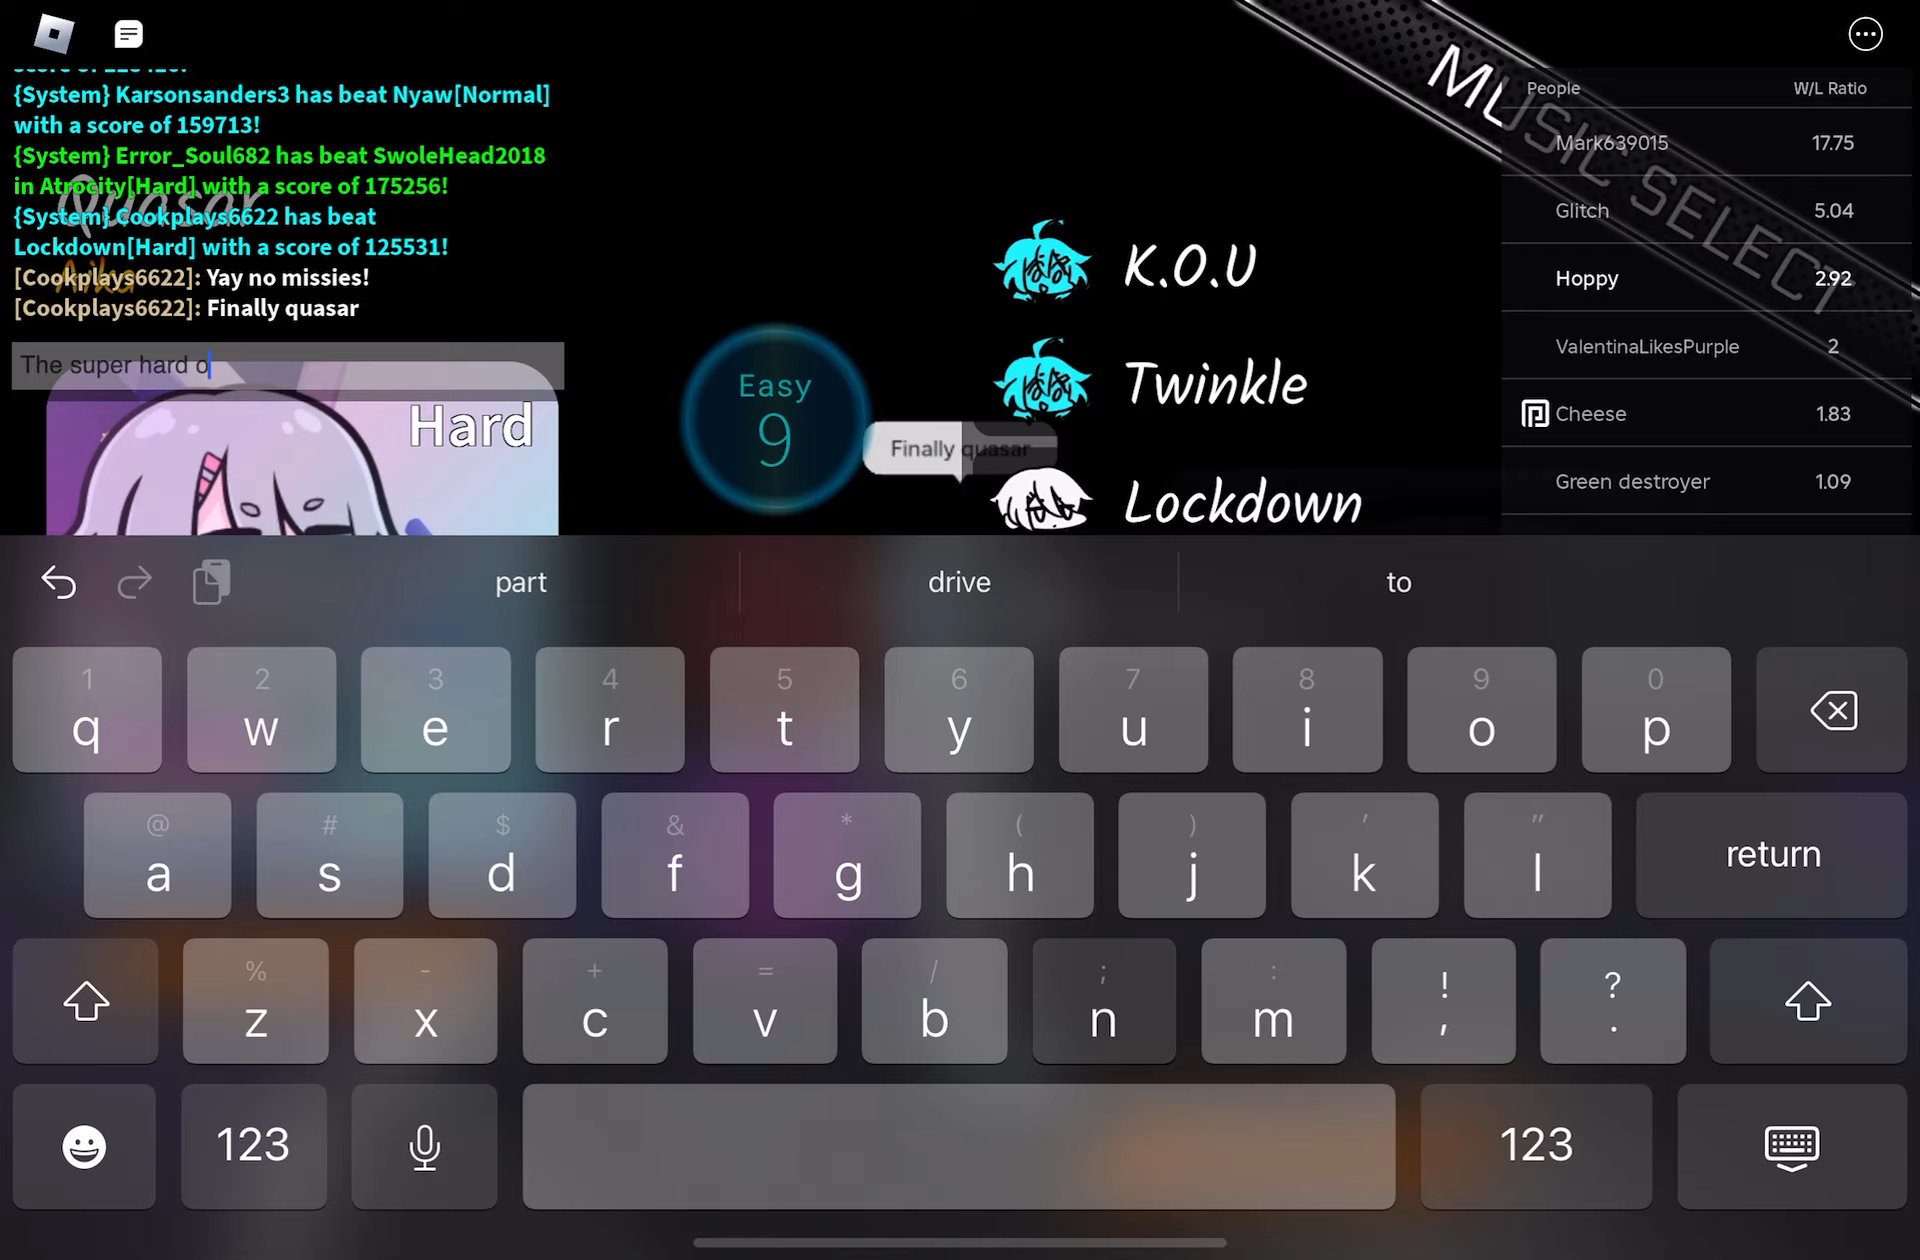 {System} Karsonsanders3 has beat Nyaw[Normal]
with a score of 159713!
{System} Error_Soul682 has beat SwoleHead2018
in Atrocity[Hard] with a score of 175256!
{System} Cookplays6622 has beat
Lockdown[Hard] with a score of 125531!
[Cookplays6622]: Yay no missies!
[Cookplays6622]: Finally quasar
Quasar
Aika
The super hard o
Hard
Easy
9
Finally quasar
K.O.U
Twinkle
Lockdown
MUSIC SELECT
People W/L Ratio
Mark639015 17.75
Glitch 5.04
Hoppy 2.92
ValentinaLikesPurple 2
Cheese 1.83
Green destroyer 1.09
part drive to
1 2 3 4 5 6 7 8 9 0
q w e r t y u i o p
@ # $ & * ( ) ' "
a s d f g h j k l return
% - + = / ; : ! ?
z x c v b n m , .
123 123